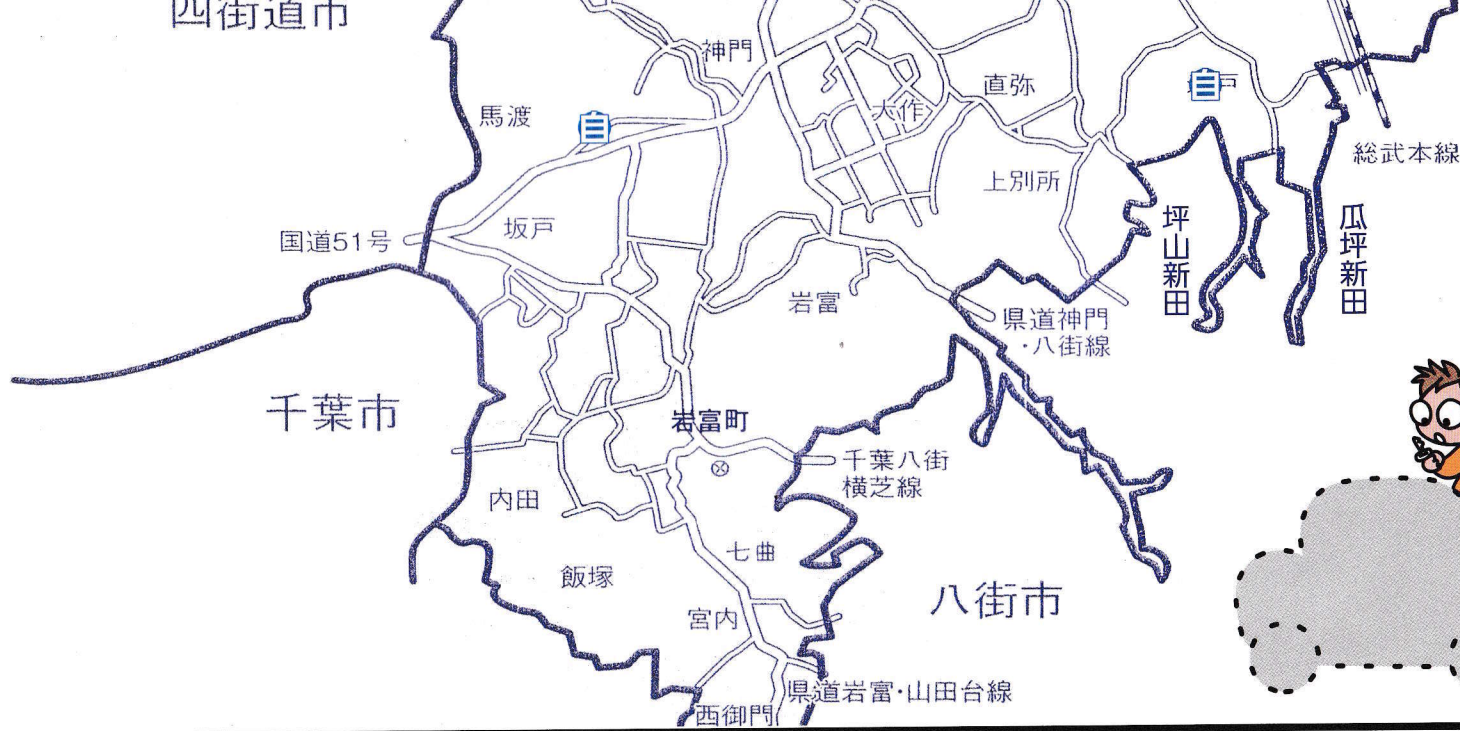 四街道市
神門
直弥
馬渡
大作
戸
総武本線
上別所
坪山新田
瓜坪新田
国道51号
坂戸
岩富
県道神門
・八街線
千葉市
岩富町
千葉八街
横芝線
内田
七曲
飯塚
八街市
宮内
県道岩富・山田台線
西御門